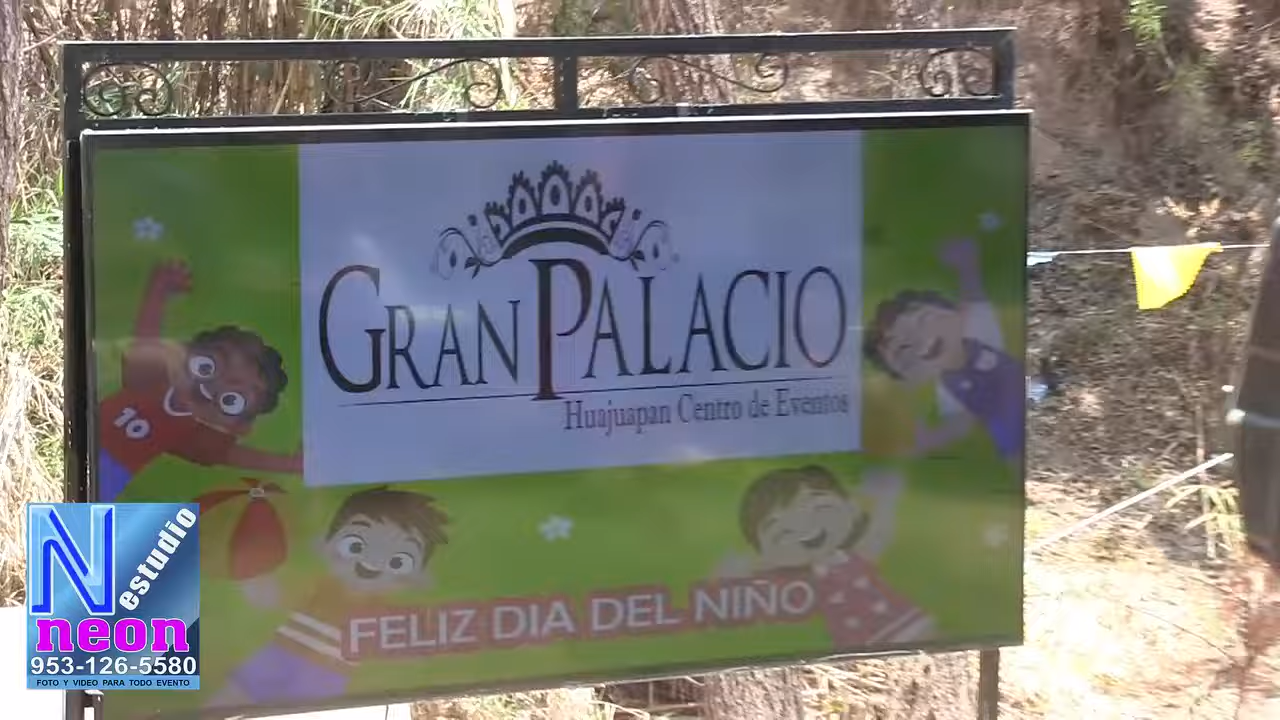 GRAN PALACIO
Huajuapan Centro de Eventos
10
FELIZ DIA DEL NIÑO
N estudio
neon
953-126-5580
FOTO Y VIDEO PARA TODO EVENTO